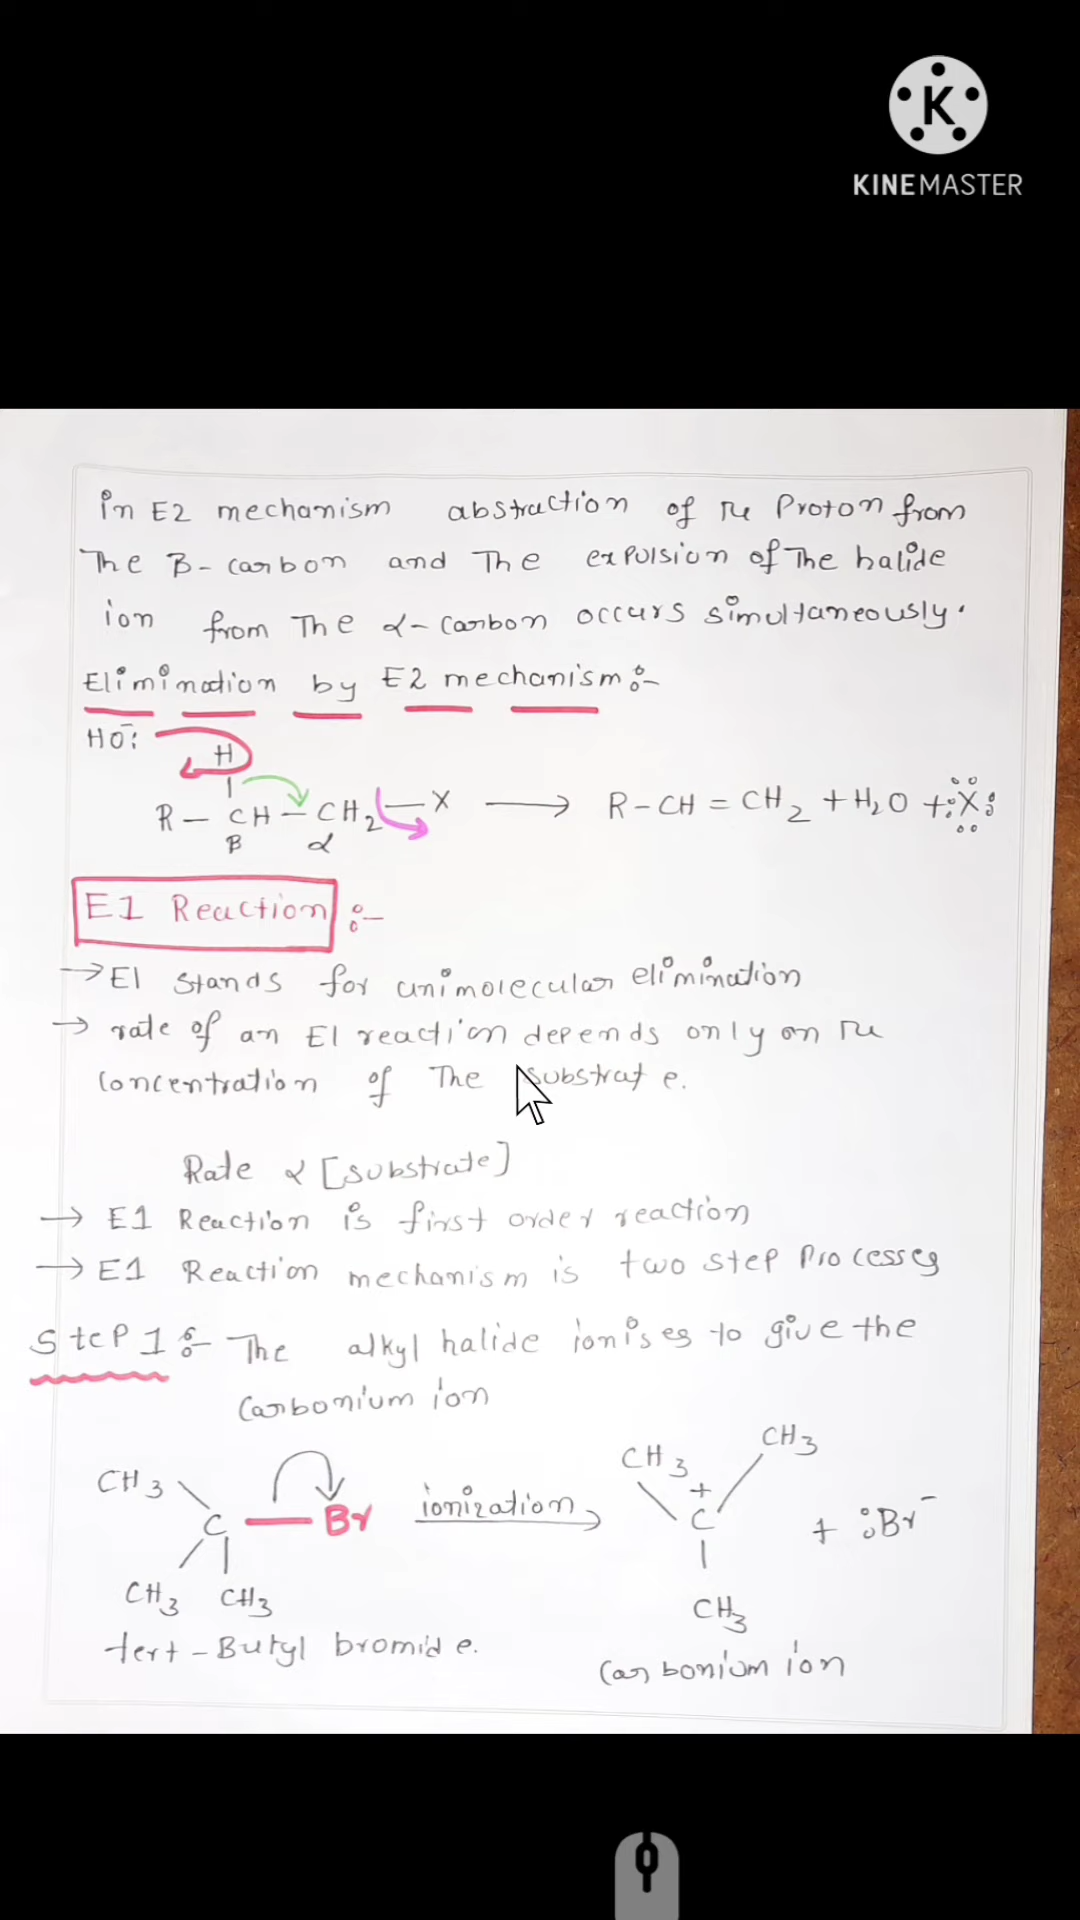 K
KINEMASTER
in E2 mechanism abstraction of the Proton from
The B-carbon and The expulsion of The halide
ion from The α-carbon occurs simultaneously.
Elimination by E2 mechanism:-
HO⁻:
H
R - CH - CH2 - X → R-CH=CH2 + H2O + :X:
B α
E1 Reaction :-
→ E1 stands for unimolecular elimination
→ rate of an E1 reaction depends only on the
concentration of The substrate.
Rate α [substrate]
→ E1 Reaction is first order reaction
→ E1 Reaction mechanism is two step Processes
Step 1 :- The alkyl halide ionises to give the
carbonium ion
CH3 CH3 CH3
C - Br ionization → C+ + :Br⁻
CH3 CH3 CH3
tert-Butyl bromide.
carbonium ion